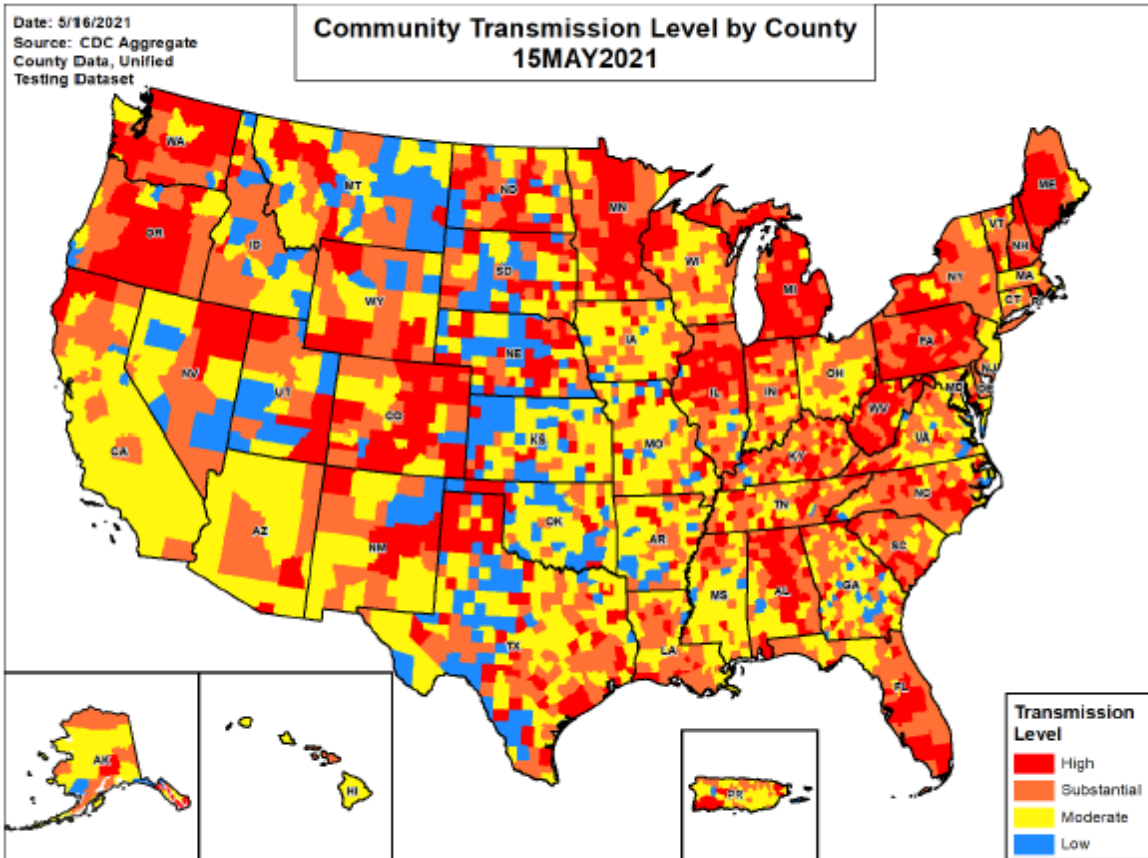 Date: 5/16/2021
Source: CDC Aggregate
County Data, Unified
Testing Dataset
Community Transmission Level by County
15MAY2021
WA
MT
ND
MN
ME
OR
ID
SD
WI
MI
VT
NH
NY
MA
CT
RI
WY
IA
PA
NJ
NE
OH
MD
DE
NV
UT
CO
IL
IN
WV
VA
CA
KS
MO
KY
NC
TN
AZ
NM
OK
AR
SC
MS
AL
GA
TX
LA
FL
AK
HI
PR
Transmission
Level
High
Substantial
Moderate
Low